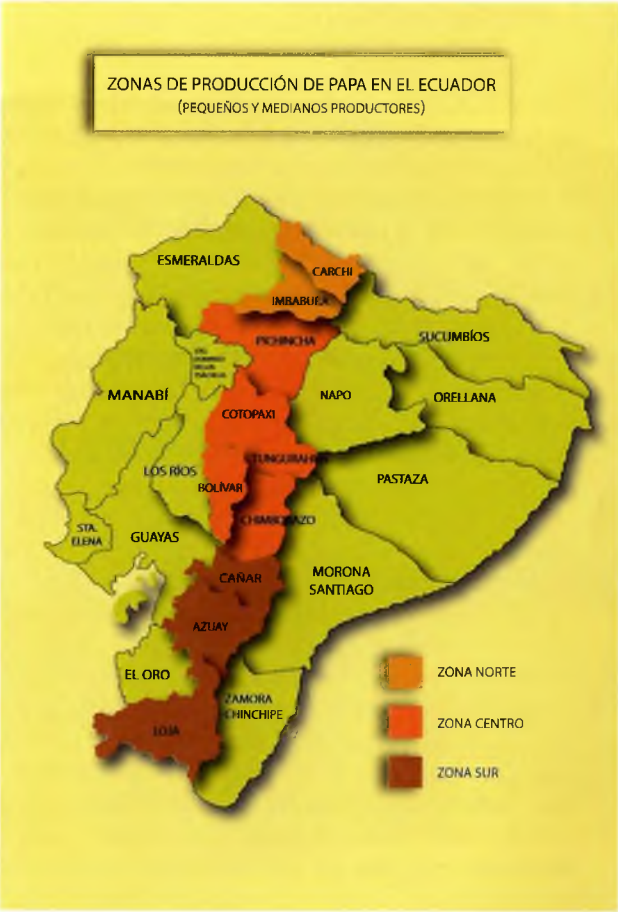 ZONAS DE PRODUCCIÓN DE PAPA EN EL ECUADOR
(PEQUEÑOS Y MEDIANOS PRODUCTORES)
ESMERALDAS
CARCHI
IMBABURA
PICHINCHA
SUCUMBÍOS
MANABÍ
NAPO
ORELLANA
COTOPAXI
TUNGURAHUA
LOS RÍOS
BOLÍVAR
PASTAZA
CHIMBORAZO
STA.
ELENA
GUAYAS
CAÑAR
MORONA
SANTIAGO
AZUAY
EL ORO
ZONA NORTE
ZAMORA
CHINCHIPE
ZONA CENTRO
LOJA
ZONA SUR